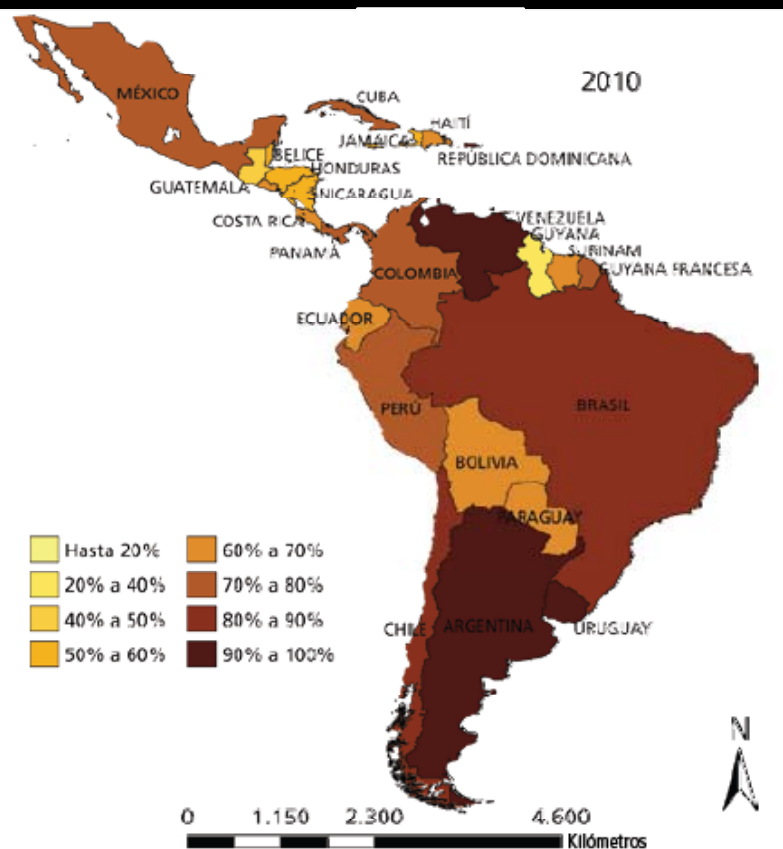 2010
MÉXICO
CUBA
HAITÍ
JAMAICA
REPÚBLICA DOMINICANA
BELICE
HONDURAS
GUATEMALA
NICARAGUA
COSTA RICA
PANAMÁ
VENEZUELA
GUYANA
SURINAM
GUYANA FRANCESA
COLOMBIA
ECUADOR
PERÚ
BRASIL
BOLIVIA
PARAGUAY
CHILE
ARGENTINA
URUGUAY
Hasta 20%
20% a 40%
40% a 50%
50% a 60%
60% a 70%
70% a 80%
80% a 90%
90% a 100%
N
0 1.150 2.300 4.600
Kilómetros